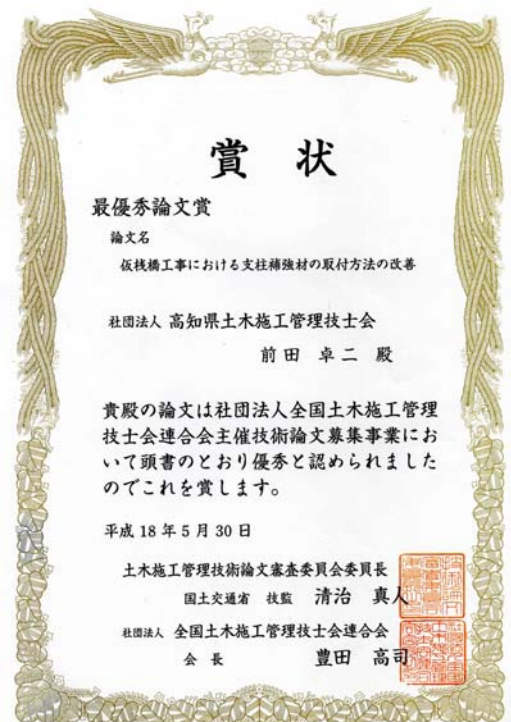 賞 状
最優秀論文賞
論文名
仮桟橋工事における支柱補強材の取付方法の改善
社団法人 高知県土木施工管理技士会
前田 卓二 殿
貴殿の論文は社団法人全国土木施工管理
技士会連合会主催技術論文募集事業にお
いて頭書のとおり優秀と認められました
のでこれを賞します。
平成18年5月30日
土木施工管理技術論文審査委員会委員長
国土交通省 技監 清治 真人
社団法人 全国土木施工管理技士会連合会
会 長 豊田 高司